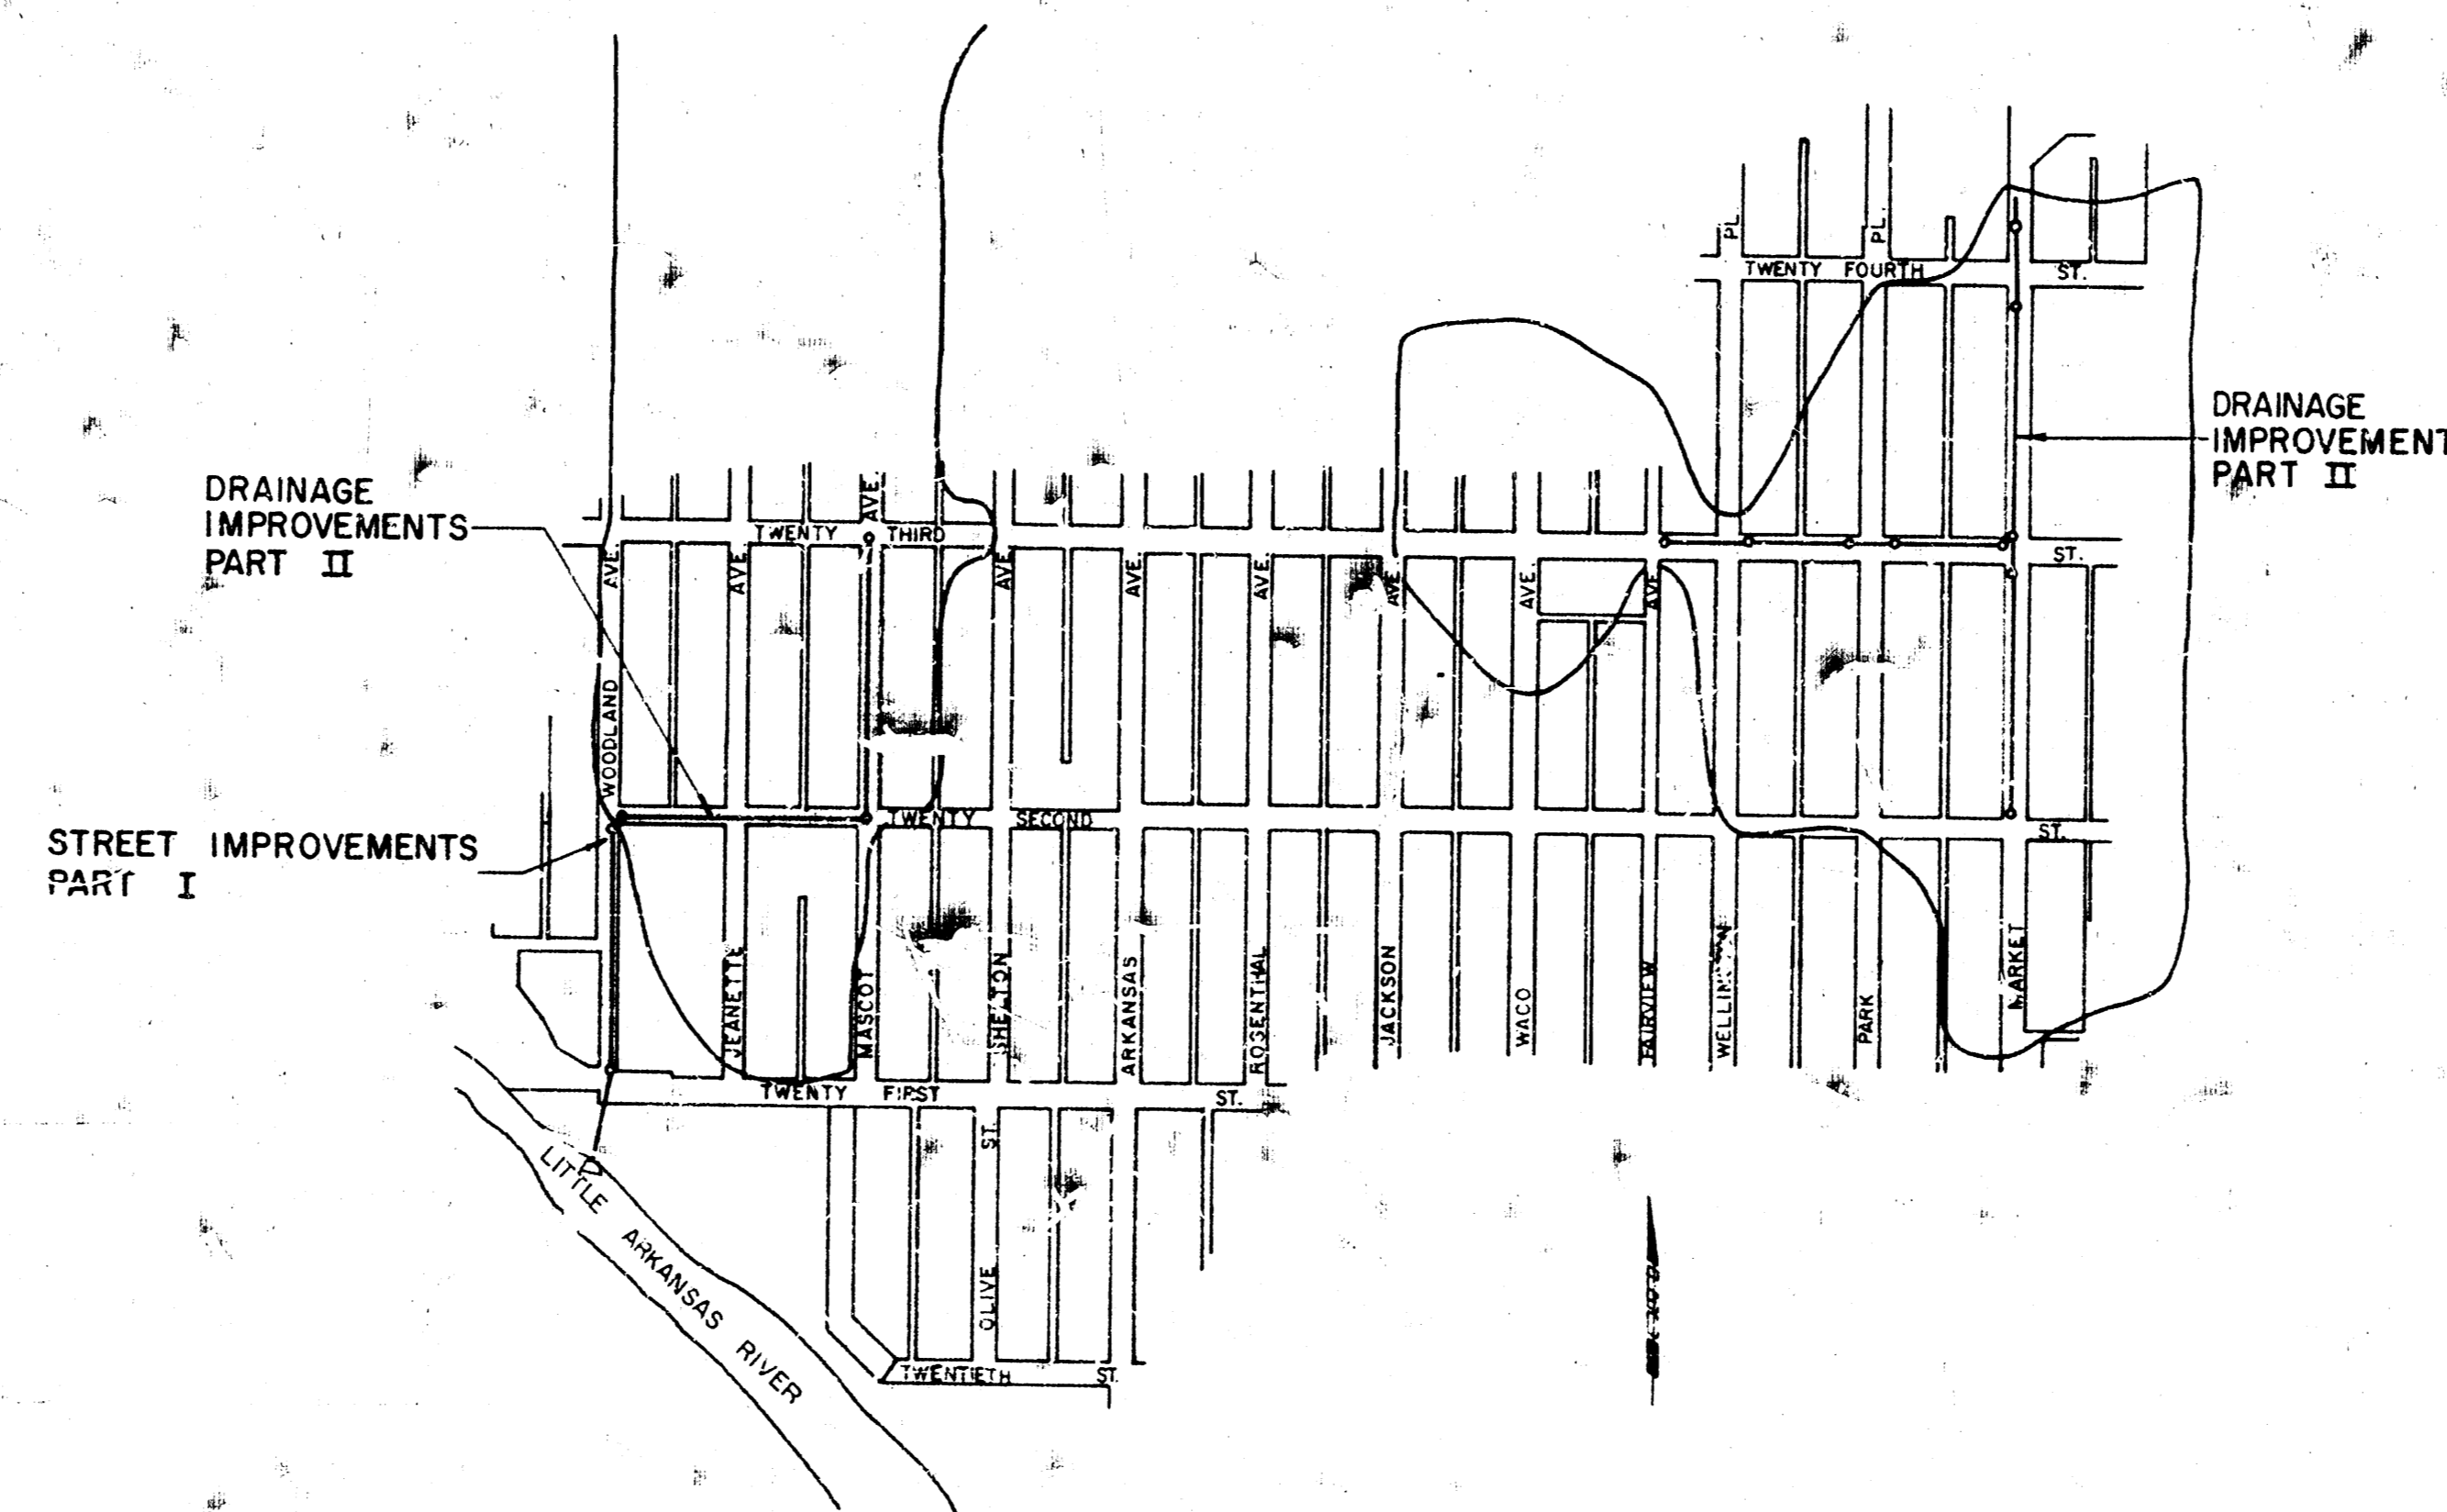 PL.
PL.
TWENTY FOURTH ST.
DRAINAGE
IMPROVEMENT
PART II
DRAINAGE
IMPROVEMENTS
PART II
AVE.
TWENTY THIRD ST.
AVE.
AVE.
AVE.
AVE.
AVE.
AVE.
AVE.
AVE.
WOODLAND
TWENTY SECOND ST.
STREET IMPROVEMENTS
PART I
JEANETTE
MASCOT
SHELTON
ARKANSAS
ROSENTHAL
JACKSON
WACO
FAIRVIEW
PARK
MARKET
TWENTY FIRST ST.
OLIVE ST.
LITTLE ARKANSAS RIVER
TWENTIETH ST.